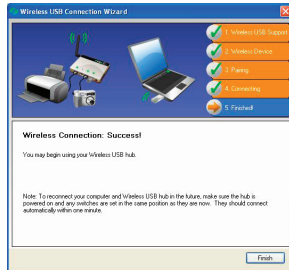 Wireless USB Connection Wizard
1. Wireless USB Support
2. Wireless Device
3. Pairing
4. Connecting
5. Finished!
Wireless Connection: Success!
You may begin using your Wireless USB hub.
Note: To reconnect your computer and Wireless USB hub in the future, make sure the hub is
powered on and any switches are set in the same position as they are now. They should connect
automatically within one minute.
Finish